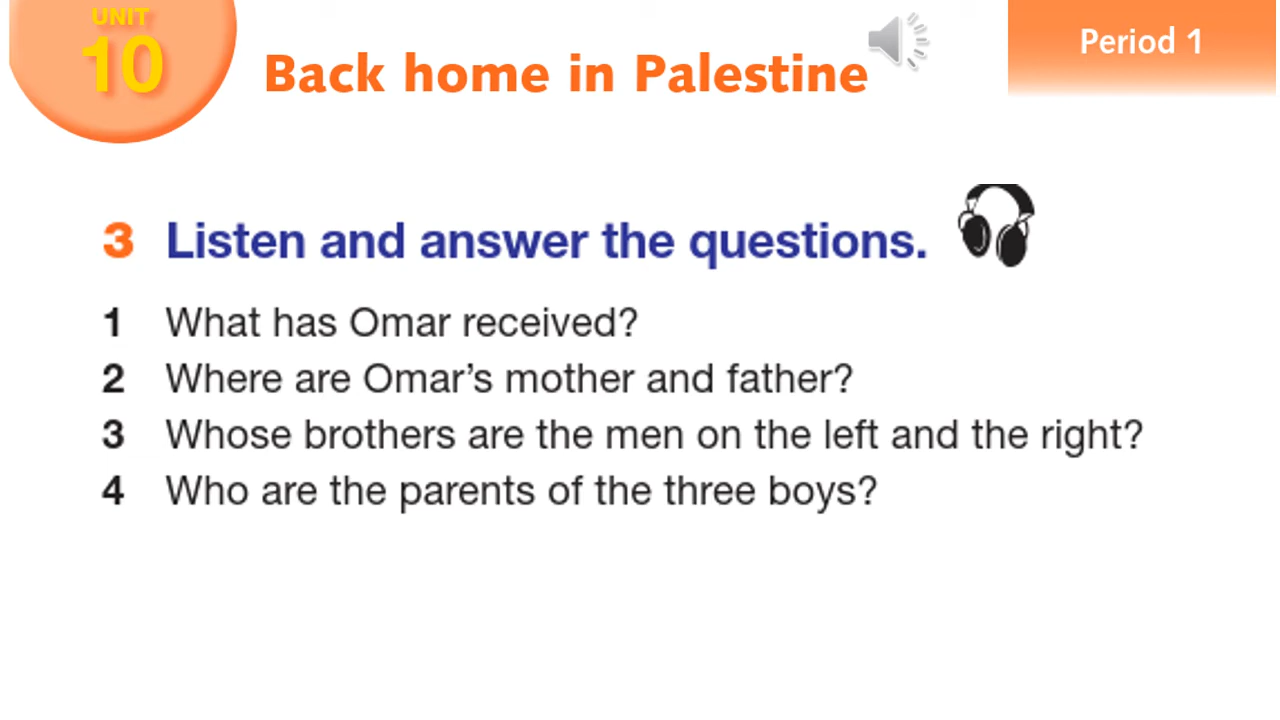 UNIT
10
Back home in Palestine
Period 1
3 Listen and answer the questions.
1 What has Omar received?
2 Where are Omar’s mother and father?
3 Whose brothers are the men on the left and the right?
4 Who are the parents of the three boys?